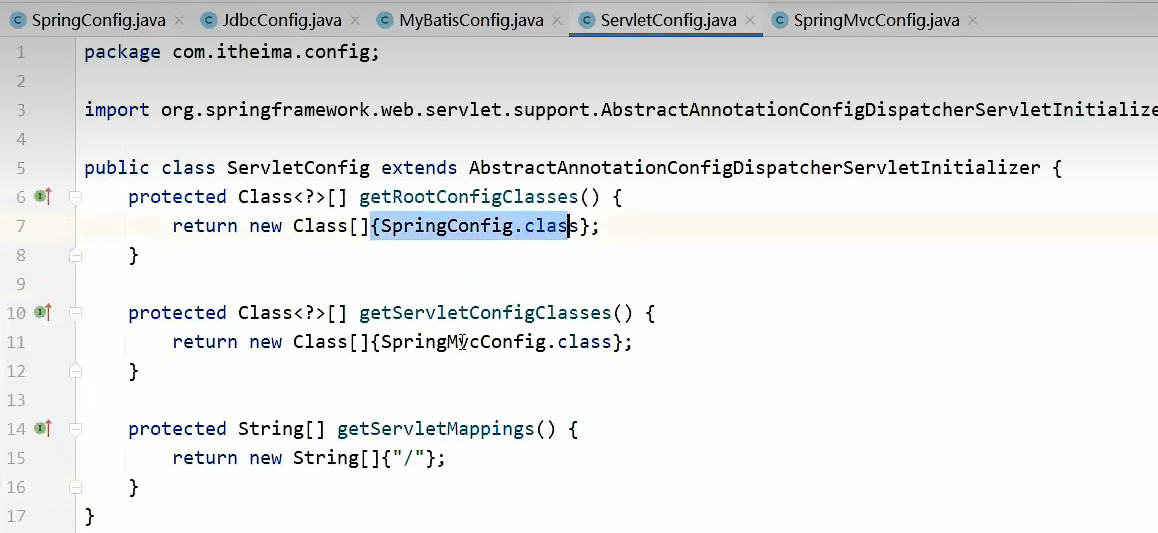 SpringConfig.java JdbcConfig.java MyBatisConfig.java ServletConfig.java SpringMvcConfig.java
1 package com.itheima.config;
2
3 import org.springframework.web.servlet.support.AbstractAnnotationConfigDispatcherServletInitialize
4
5 public class ServletConfig extends AbstractAnnotationConfigDispatcherServletInitializer {
6 protected Class<?>[] getRootConfigClasses() {
7 return new Class[]{SpringConfig.class};
8 }
9
10 protected Class<?>[] getServletConfigClasses() {
11 return new Class[]{SpringMvcConfig.class};
12 }
13
14 protected String[] getServletMappings() {
15 return new String[]{"/"};
16 }
17 }